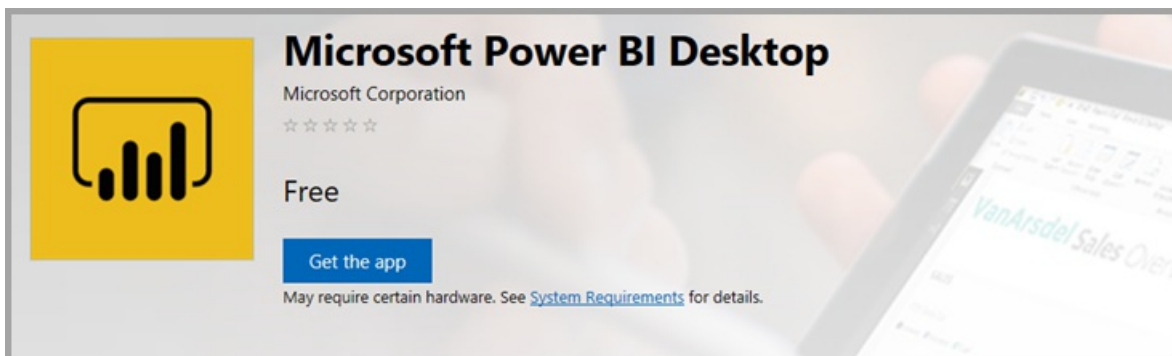 Microsoft Power BI Desktop
Microsoft Corporation
Free
Get the app
May require certain hardware. See System Requirements for details.
VanArsdel Sales Over